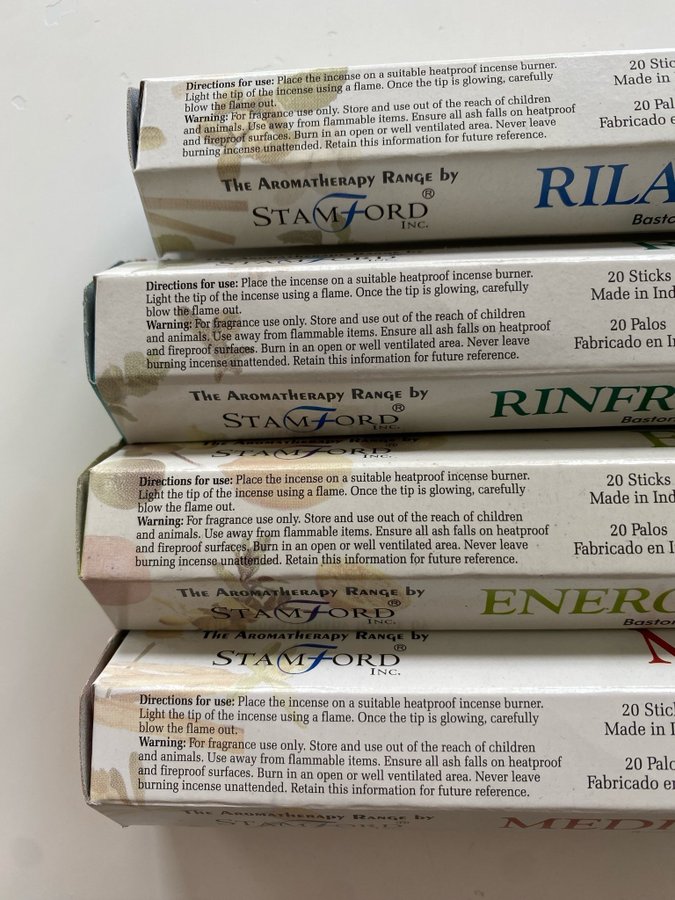 Directions for use: Place the incense on a suitable heatproof incense burner.
Light the tip of the incense using a flame. Once the tip is glowing, carefully
blow the flame out.
Warning: For fragrance use only. Store and use out of the reach of children
and animals. Use away from flammable items. Ensure all ash falls on heatproof
and fireproof surfaces. Burn in an open or well ventilated area. Never leave
burning incense unattended. Retain this information for future reference.
20 Stic
Made in
20 Pal
Fabricado e
The Aromatherapy Range by
STAMFORD®
INC.
RILA
Basto
Directions for use: Place the incense on a suitable heatproof incense burner.
Light the tip of the incense using a flame. Once the tip is glowing, carefully
blow the flame out.
Warning: For fragrance use only. Store and use out of the reach of children
and animals. Use away from flammable items. Ensure all ash falls on heatproof
and fireproof surfaces. Burn in an open or well ventilated area. Never leave
burning incense unattended. Retain this information for future reference.
20 Sticks
Made in Ind
20 Palos
Fabricado en I
The Aromatherapy Range by
STAMFORD®
INC.
RINFR
Baston
The Aromatherapy Range by
STAMFORD
INC.
Directions for use: Place the incense on a suitable heatproof incense burner.
Light the tip of the incense using a flame. Once the tip is glowing, carefully
blow the flame out.
Warning: For fragrance use only. Store and use out of the reach of children
and animals. Use away from flammable items. Ensure all ash falls on heatproof
and fireproof surfaces. Burn in an open or well ventilated area. Never leave
burning incense unattended. Retain this information for future reference.
20 Sticks
Made in Ind
20 Palos
Fabricado en I
The Aromatherapy Range by
STAMFORD®
INC.
ENERG
Baston
The Aromatherapy Range by
STAMFORD®
INC.
M
Directions for use: Place the incense on a suitable heatproof incense burner.
Light the tip of the incense using a flame. Once the tip is glowing, carefully
blow the flame out.
Warning: For fragrance use only. Store and use out of the reach of children
and animals. Use away from flammable items. Ensure all ash falls on heatproof
and fireproof surfaces. Burn in an open or well ventilated area. Never leave
burning incense unattended. Retain this information for future reference.
20 Stic
Made in I
20 Palo
Fabricado e
The Aromatherapy Range by
STAMFORD
MEDI